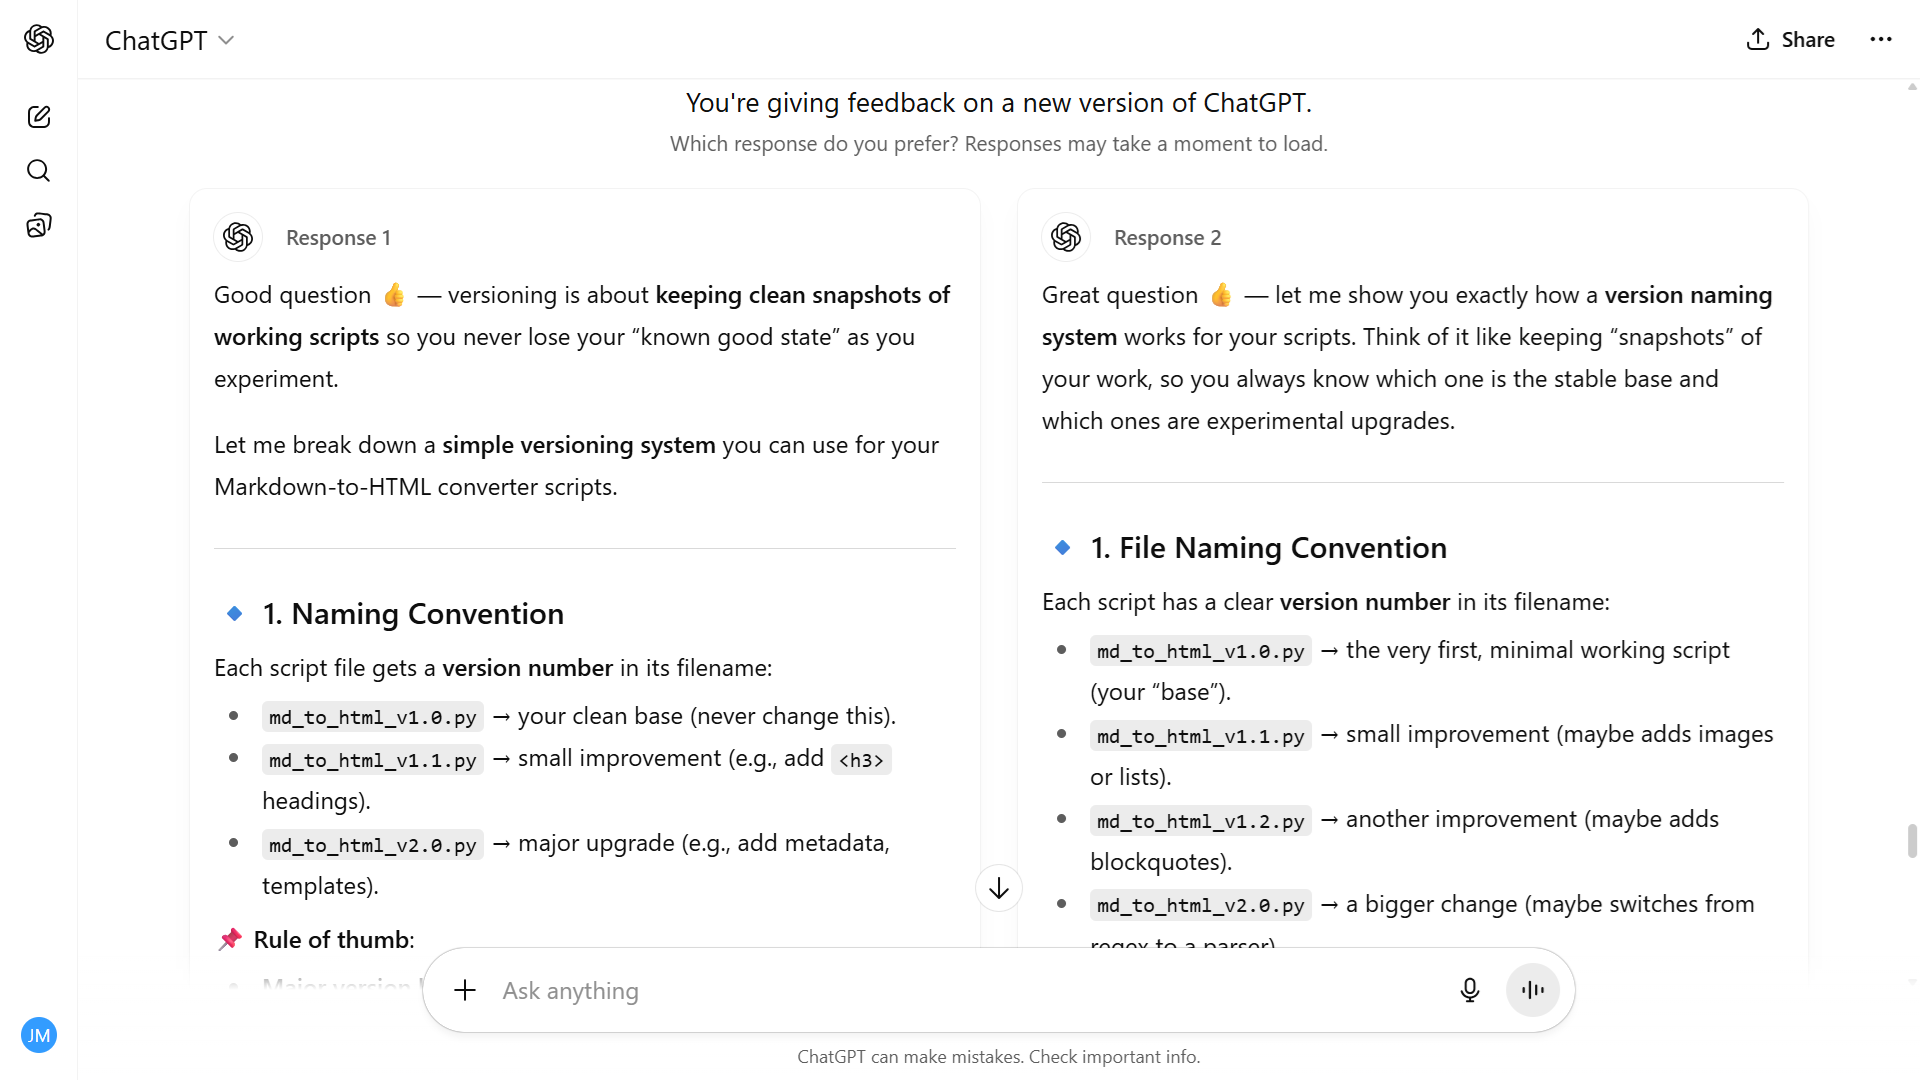 ChatGPT
Share
You're giving feedback on a new version of ChatGPT.
Which response do you prefer? Responses may take a moment to load.
Response 1
Good question 👍 — versioning is about keeping clean snapshots of
working scripts so you never lose your “known good state” as you
experiment.
Let me break down a simple versioning system you can use for your
Markdown-to-HTML converter scripts.
🔹 1. Naming Convention
Each script file gets a version number in its filename:
• md_to_html_v1.0.py → your clean base (never change this).
• md_to_html_v1.1.py → small improvement (e.g., add <h3>
headings).
• md_to_html_v2.0.py → major upgrade (e.g., add metadata,
templates).
📌 Rule of thumb:
• Major version
Response 2
Great question 👍 — let me show you exactly how a version naming
system works for your scripts. Think of it like keeping “snapshots” of
your work, so you always know which one is the stable base and
which ones are experimental upgrades.
🔹 1. File Naming Convention
Each script has a clear version number in its filename:
• md_to_html_v1.0.py → the very first, minimal working script
(your “base”).
• md_to_html_v1.1.py → small improvement (maybe adds images
or lists).
• md_to_html_v1.2.py → another improvement (maybe adds
blockquotes).
• md_to_html_v2.0.py → a bigger change (maybe switches from
regex to a parser)
Ask anything
JM
ChatGPT can make mistakes. Check important info.